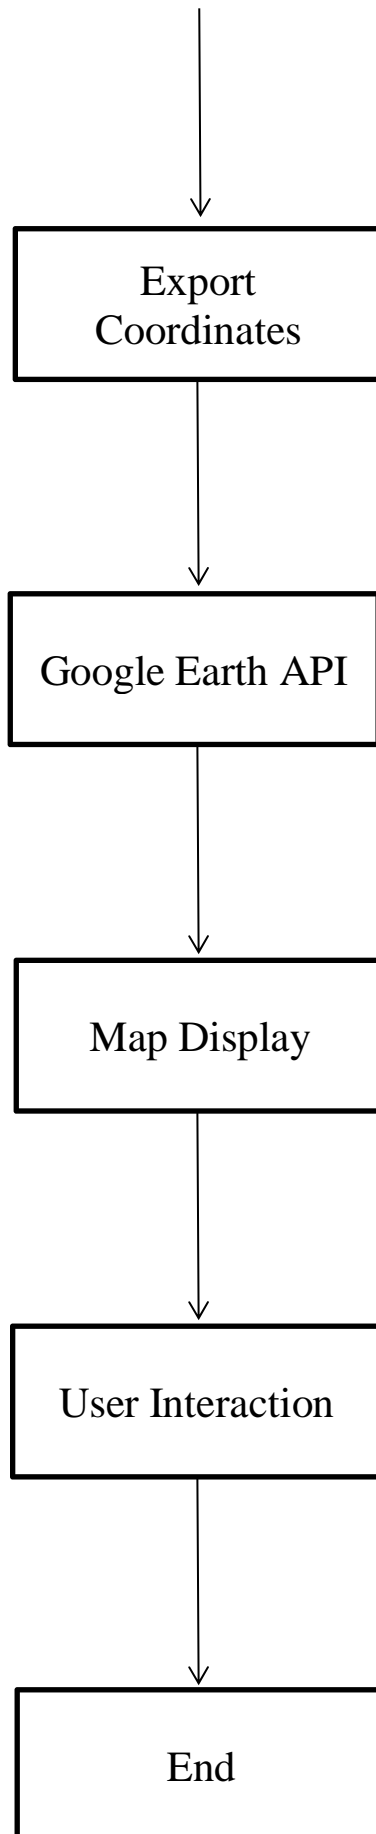 Export
Coordinates
Google Earth API
Map Display
User Interaction
End